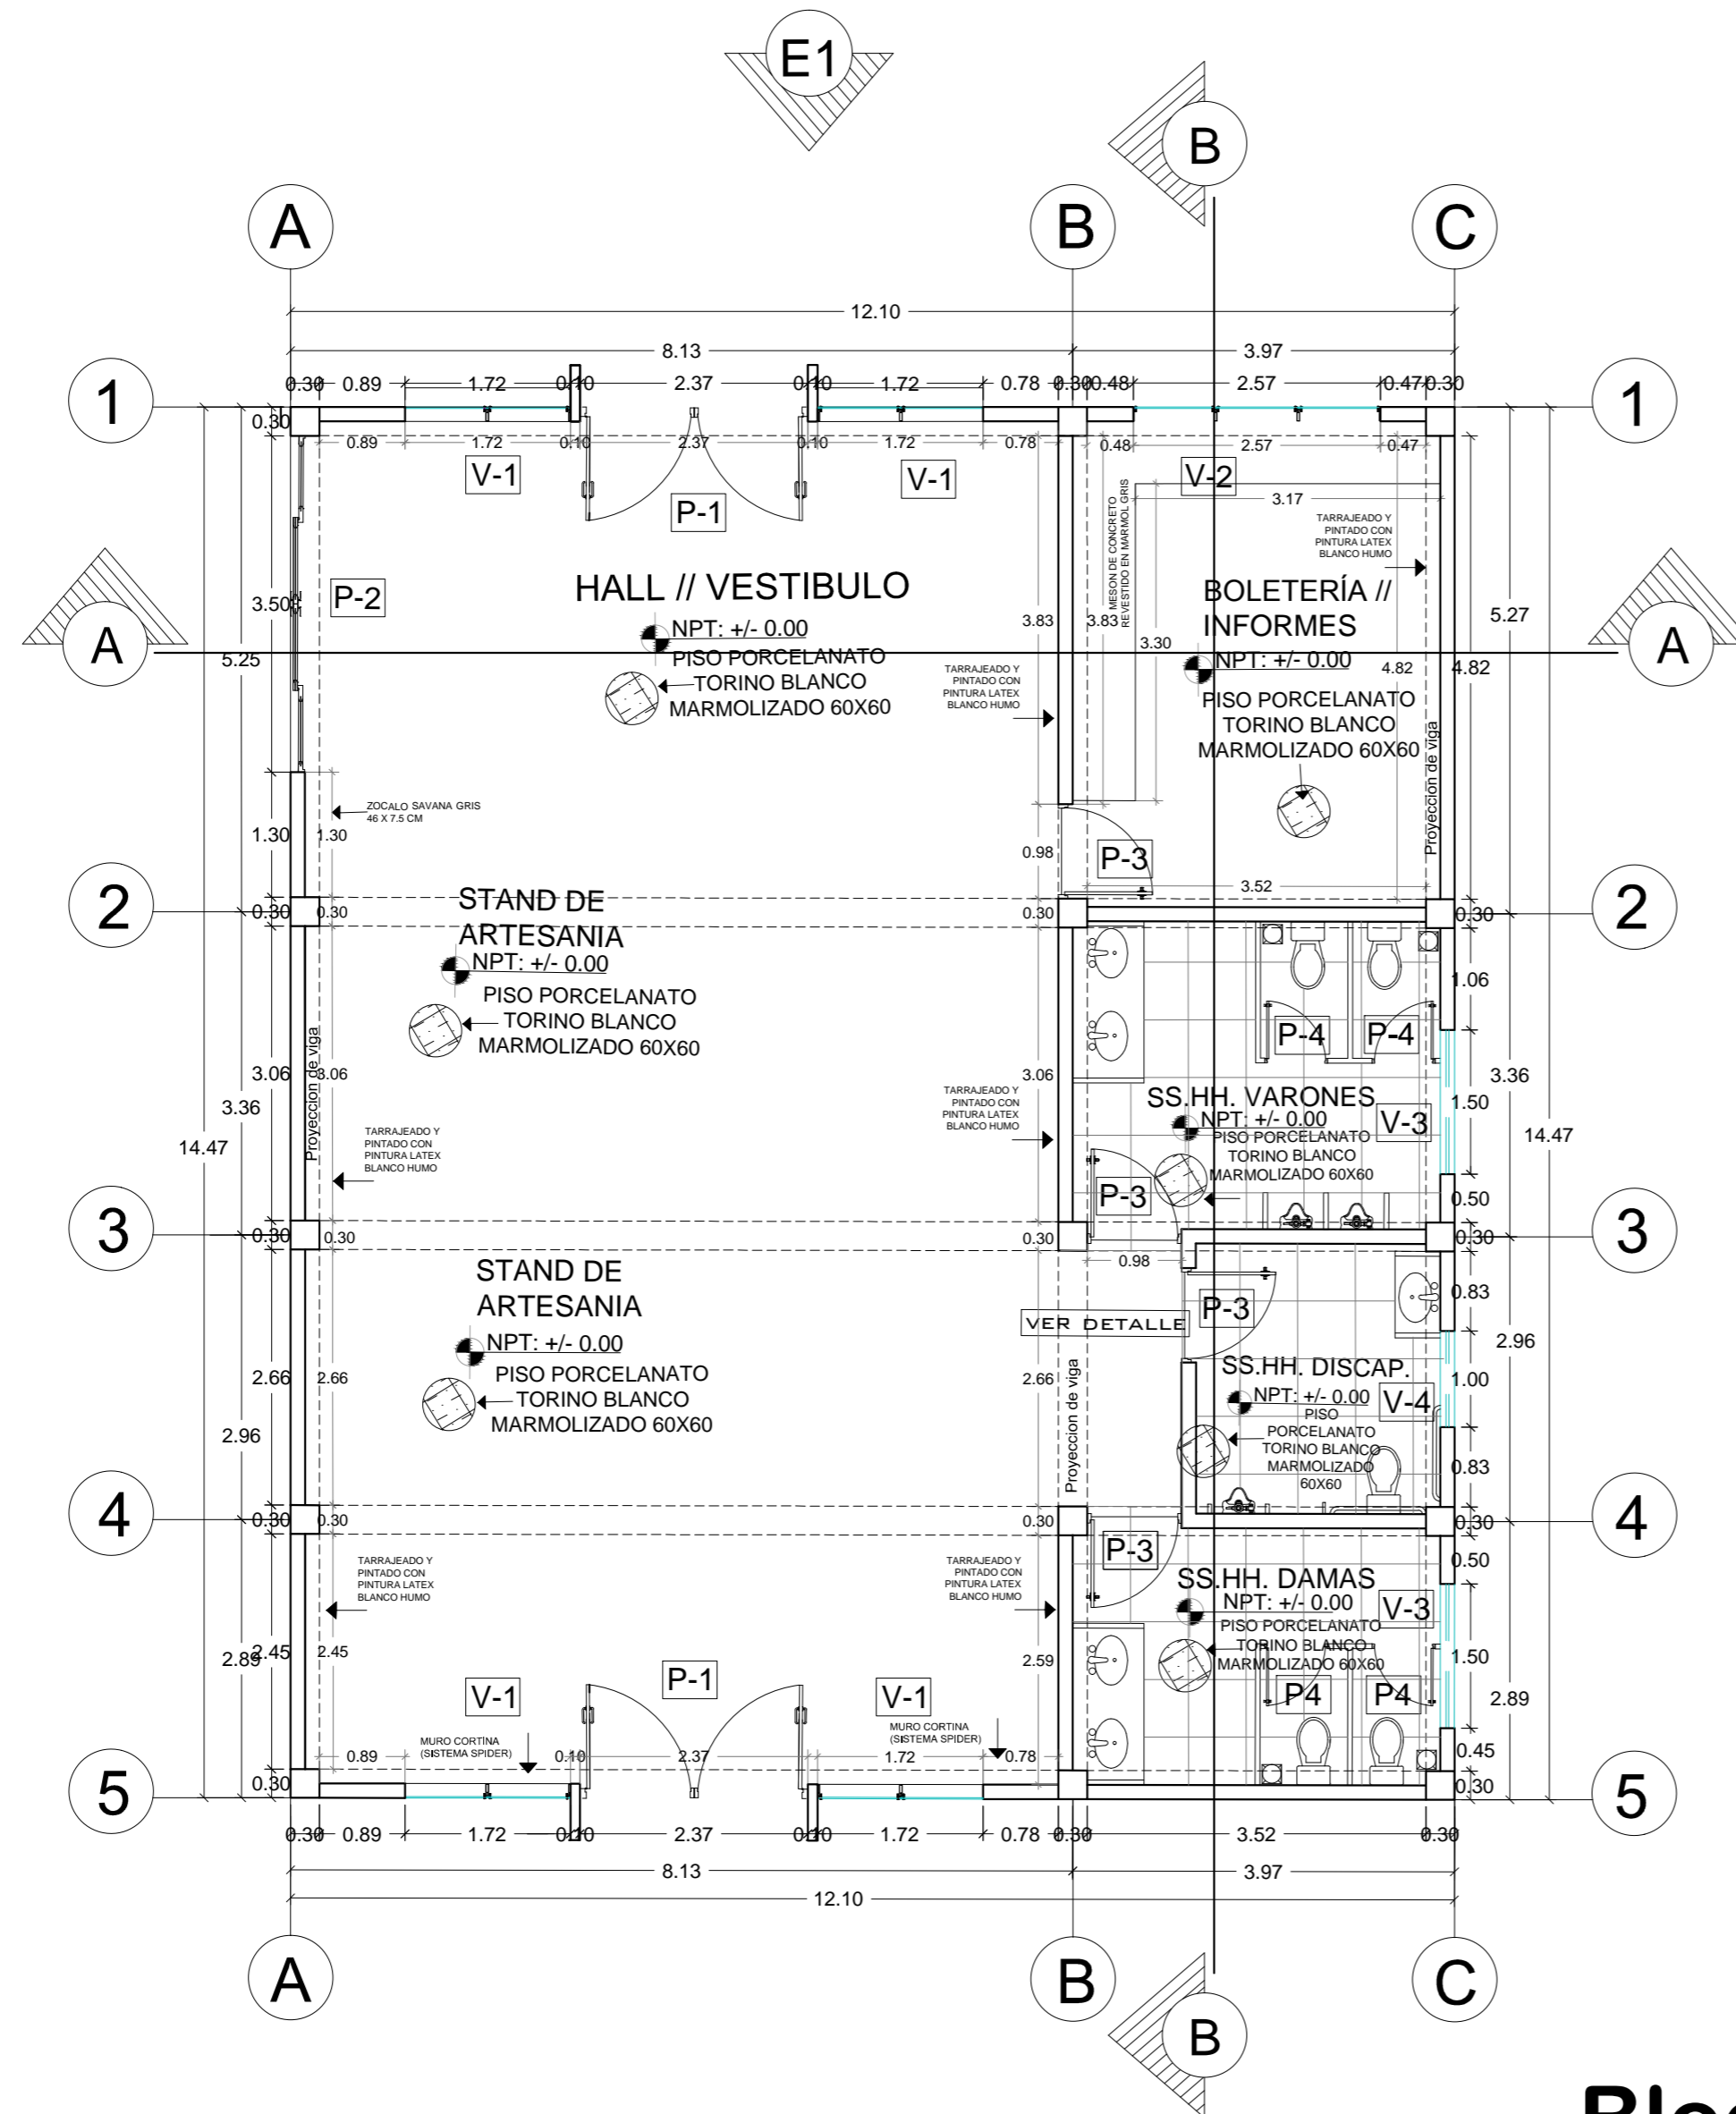 E1
B
A
B
C
12.10
8.13
3.97
0.30
0.89
1.72
0.10
2.37
0.10
1.72
0.78
0.30
0.48
2.57
0.47
0.30
1
1
0.30
0.89
1.72
0.10
2.37
0.10
1.72
0.78
0.48
2.57
0.47
V-1
P-1
V-1
V-2
3.17
MESON DE CONCRETO
REVESTIDO EN MARMOL GRIS
TARRAJEADO Y
PINTADO CON
PINTURA LATEX
BLANCO HUMO
P-2
HALL // VESTIBULO
NPT: +/- 0.00
PISO PORCELANATO
TORINO BLANCO
MARMOLIZADO 60X60
BOLETERÍA //
INFORMES
NPT: +/- 0.00
PISO PORCELANATO
TORINO BLANCO
MARMOLIZADO 60X60
3.50
5.25
3.83
3.83
3.30
4.82
4.82
5.27
A
A
TARRAJEADO Y
PINTADO CON
PINTURA LATEX
BLANCO HUMO
Proyeccion de viga
ZOCALO SAVANA GRIS
46 X 7.5 CM
1.30
1.30
0.98
P-3
3.52
2
2
0.30
0.30
0.30
0.30
STAND DE
ARTESANIA
NPT: +/- 0.00
PISO PORCELANATO
TORINO BLANCO
MARMOLIZADO 60X60
1.06
P-4
P-4
Proyeccion de viga
3.06
3.06
3.36
3.06
3.36
14.47
14.47
TARRAJEADO Y
PINTADO CON
PINTURA LATEX
BLANCO HUMO
TARRAJEADO Y
PINTADO CON
PINTURA LATEX
BLANCO HUMO
SS.HH. VARONES
NPT: +/- 0.00
PISO PORCELANATO
TORINO BLANCO
MARMOLIZADO 60X60
V-3
1.50
P-3
0.50
3
3
0.30
0.30
0.30
0.30
0.98
STAND DE
ARTESANIA
NPT: +/- 0.00
PISO PORCELANATO
TORINO BLANCO
MARMOLIZADO 60X60
P-3
0.83
VER DETALLE
2.96
SS.HH. DISCAP.
NPT: +/- 0.00
PISO
PORCELANATO
TORINO BLANCO
MARMOLIZADO
60X60
V-4
1.00
2.66
2.66
2.66
2.96
Proyeccion de viga
0.83
4
4
0.30
0.30
0.30
0.30
P-3
0.50
TARRAJEADO Y
PINTADO CON
PINTURA LATEX
BLANCO HUMO
TARRAJEADO Y
PINTADO CON
PINTURA LATEX
BLANCO HUMO
SS.HH. DAMAS
NPT: +/- 0.00
PISO PORCELANATO
TORINO BLANCO
MARMOLIZADO 60X60
V-3
1.50
2.89
2.45
2.45
2.59
2.89
P4
P4
V-1
P-1
V-1
MURO CORTINA
(SISTEMA SPIDER)
MURO CORTINA
(SISTEMA SPIDER)
0.89
0.10
2.37
1.72
0.78
0.45
5
5
0.30
0.30
0.30
0.89
1.72
2.37
1.72
0.78
0.30
3.52
0.30
8.13
3.97
12.10
A
B
C
B